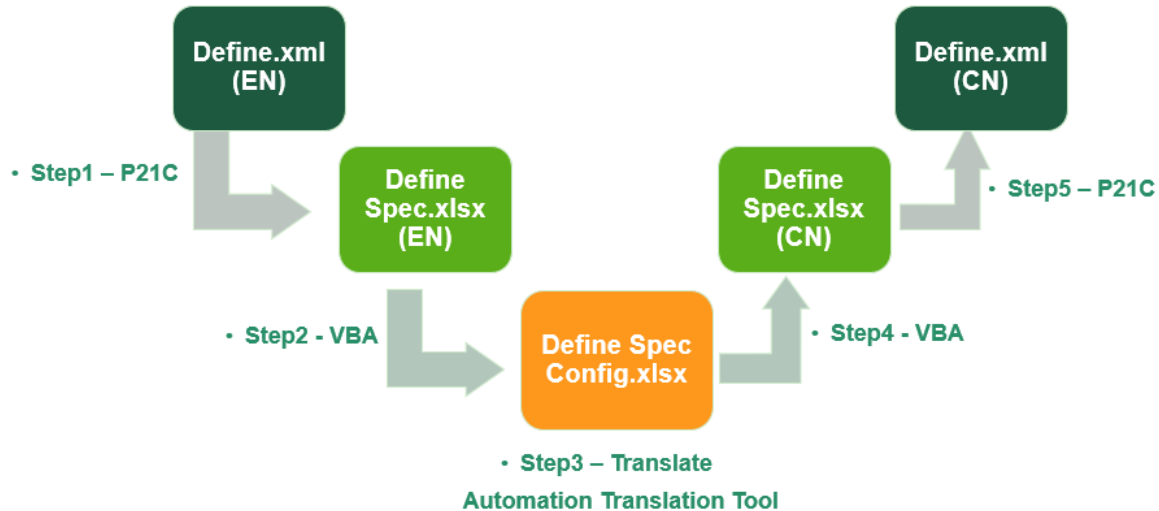 Define.xml
(EN)
Define.xml
(CN)
• Step1 – P21C
Define
Spec.xlsx
(EN)
Define
Spec.xlsx
(CN)
• Step5 – P21C
• Step2 - VBA
Define Spec
Config.xlsx
• Step4 - VBA
• Step3 – Translate
Automation Translation Tool